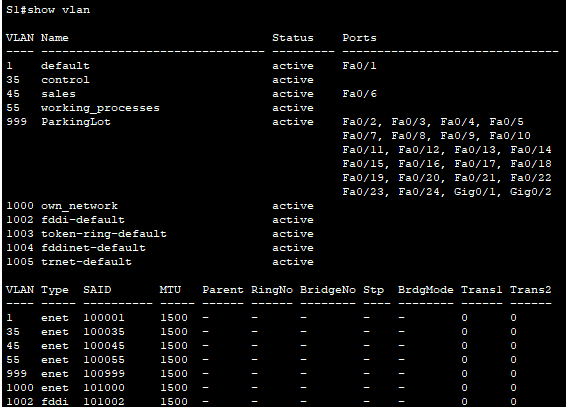 S1#show vlan
VLAN Name                             Status    Ports
---- -------------------------------- --------- -------------------------------
1    default                          active    Fa0/1
35   control                          active
45   sales                            active    Fa0/6
55   working_processes                active
999  ParkingLot                       active    Fa0/2, Fa0/3, Fa0/4, Fa0/5
                                                Fa0/7, Fa0/8, Fa0/9, Fa0/10
                                                Fa0/11, Fa0/12, Fa0/13, Fa0/14
                                                Fa0/15, Fa0/16, Fa0/17, Fa0/18
                                                Fa0/19, Fa0/20, Fa0/21, Fa0/22
                                                Fa0/23, Fa0/24, Gig0/1, Gig0/2
1000 own_network                      active
1002 fddi-default                     active
1003 token-ring-default               active
1004 fddinet-default                  active
1005 trnet-default                    active
VLAN Type  SAID       MTU   Parent RingNo BridgeNo Stp  BrdgMode Trans1 Trans2
---- ----- ---------- ----- ------ ------ -------- ---- -------- ------ ------
1    enet  100001     1500  -      -      -        -    -        0      0
35   enet  100035     1500  -      -      -        -    -        0      0
45   enet  100045     1500  -      -      -        -    -        0      0
55   enet  100055     1500  -      -      -        -    -        0      0
999  enet  100999     1500  -      -      -        -    -        0      0
1000 enet  101000     1500  -      -      -        -    -        0      0
1002 fddi  101002     1500  -      -      -        -    -        0      0